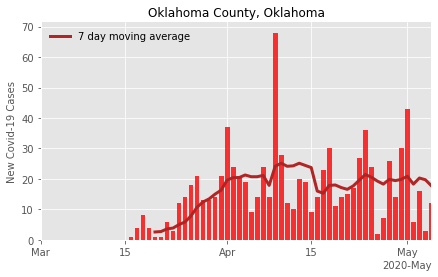 Oklahoma County, Oklahoma
7 day moving average
New Covid-19 Cases
70
60
50
40
30
20
10
0
Mar
15
Apr
15
May
2020-May